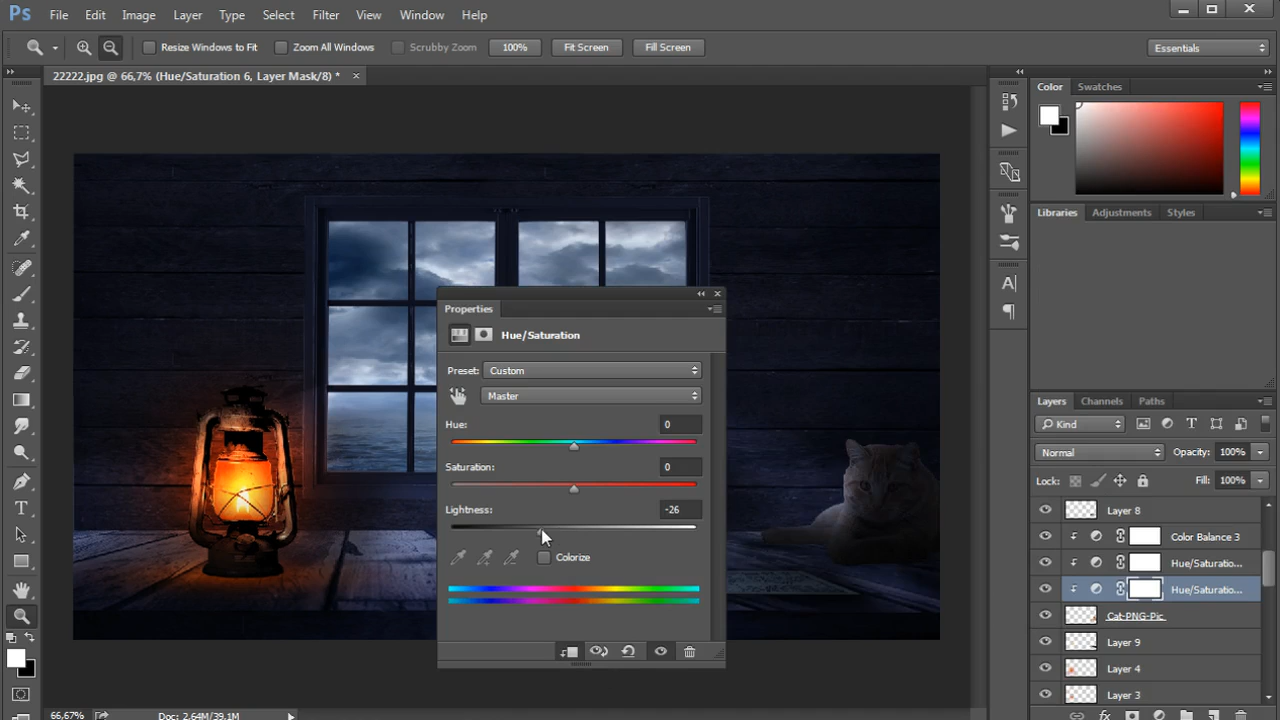 Ps File Edit Image Layer Type Select Filter View Window Help
Resize Windows to Fit Zoom All Windows Scrubby Zoom 100% Fit Screen Fill Screen Essentials
22222.jpg @ 66,7% (Hue/Saturation 6, Layer Mask/8) * ×
Color Swatches
Libraries Adjustments Styles
Properties
Hue/Saturation
Preset: Custom
Master
Hue: 0
Saturation: 0
Lightness: -26
Colorize
Layers Channels Paths
Kind
Normal Opacity: 100%
Lock: Fill: 100%
Layer 8
Color Balance 3
Hue/Saturatio...
Hue/Saturatio...
Cat-PNG-Pic
Layer 9
Layer 4
Layer 3
66,67% Doc: 2,64M/39,1M